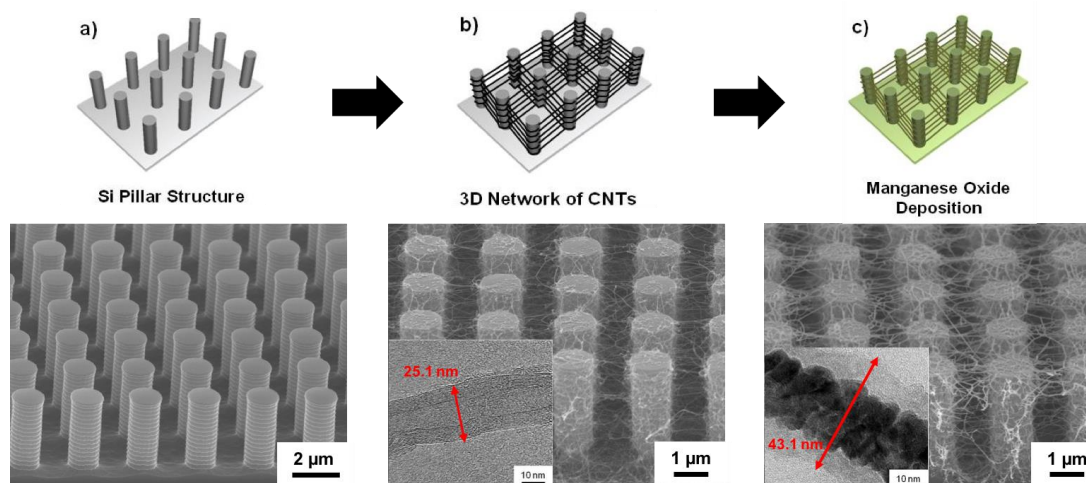 a)
b)
c)
Si Pillar Structure
3D Network of CNTs
Manganese Oxide
Deposition
25.1 nm
43.1 nm
2 μm
10 nm
1 μm
10 nm
1 μm